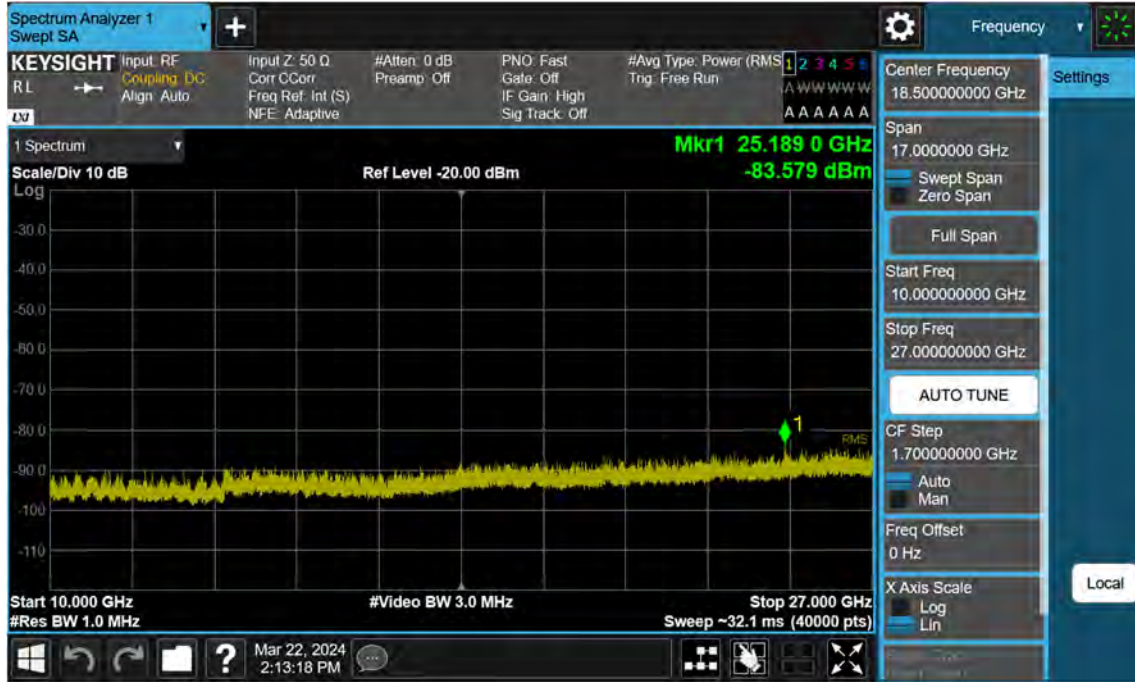 Spectrum Analyzer 1
Swept SA
Frequency
KEYSIGHT
R L
LXI
Input: RF
Coupling: DC
Align: Auto
Input Z: 50 Ω
Corr CCorr
Freq Ref: Int (S)
NFE: Adaptive
#Atten: 0 dB
Preamp: Off
PNO: Fast
Gate: Off
IF Gain: High
Sig Track: Off
#Avg Type: Power (RMS
Trig: Free Run
1 2 3 4 5 6
A W W W W W
A A A A A A
1 Spectrum
Scale/Div 10 dB
Log
Ref Level -20.00 dBm
Mkr1 25.189 0 GHz
-83.579 dBm
-30.0
-40.0
-50.0
-60.0
-70.0
-80.0
-90.0
-100
-110
1
RMS
Start 10.000 GHz
#Res BW 1.0 MHz
#Video BW 3.0 MHz
Stop 27.000 GHz
Sweep ~32.1 ms (40000 pts)
Mar 22, 2024
2:13:18 PM
?
Center Frequency
18.500000000 GHz
Span
17.0000000 GHz
Swept Span
Zero Span
Full Span
Start Freq
10.000000000 GHz
Stop Freq
27.000000000 GHz
AUTO TUNE
CF Step
1.700000000 GHz
Auto
Man
Freq Offset
0 Hz
X Axis Scale
Log
Lin
Settings
Local